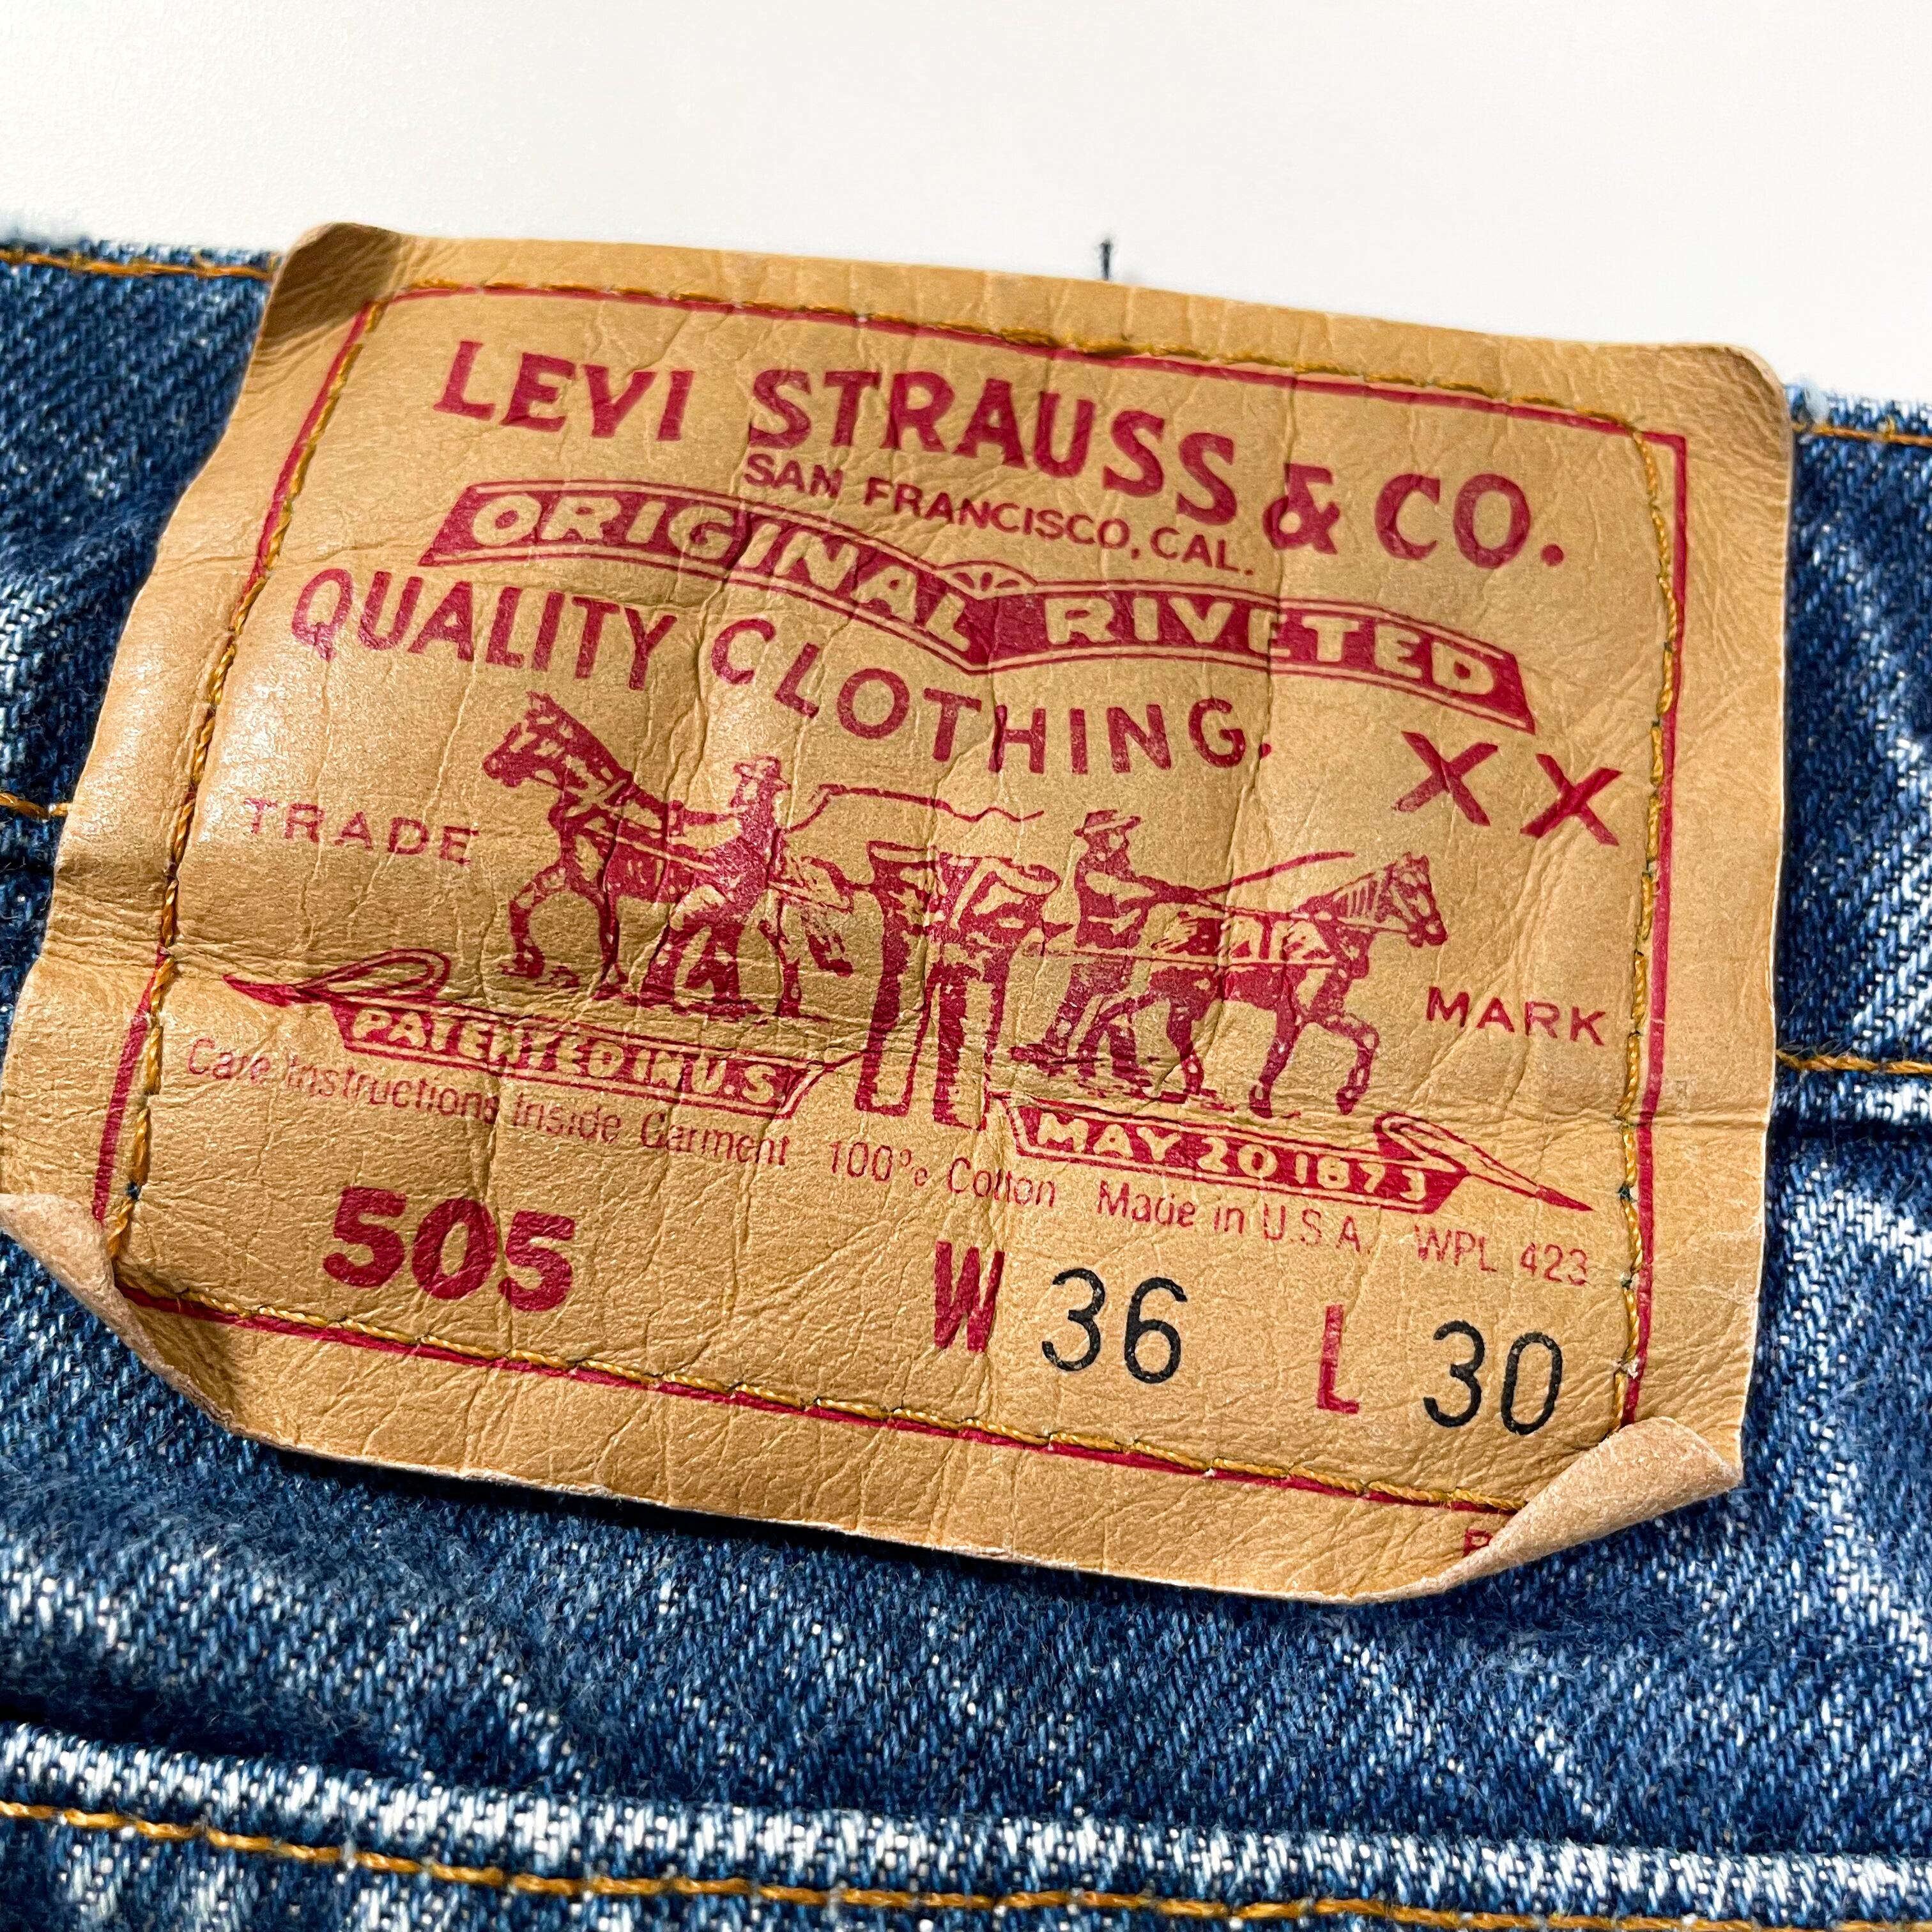 LEVI STRAUSS & CO.
SAN FRANCISCO, CAL.
ORIGINAL RIVETED
QUALITY CLOTHING.
XX
TRADE MARK
PATENTED IN U.S.
MAY 20 1873
Care Instructions Inside Garment 100% Cotton Made in U.S.A. WPL 423
505 W 36 L 30